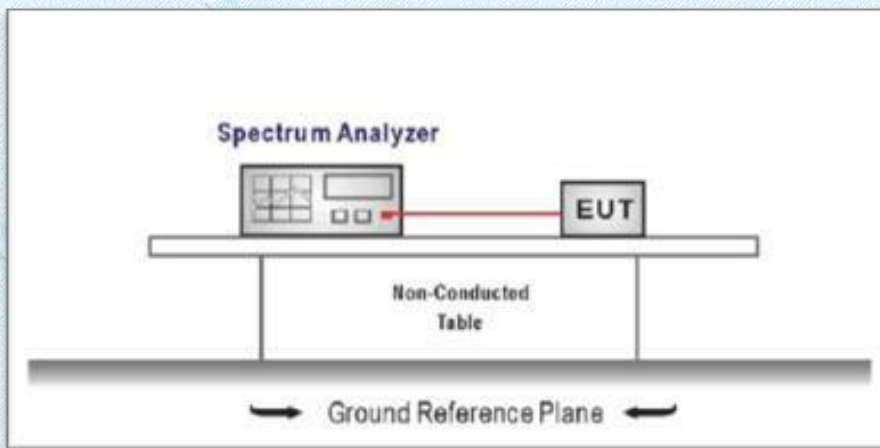 Spectrum Analyzer
EUT
Non-Conducted
Table
Ground Reference Plane